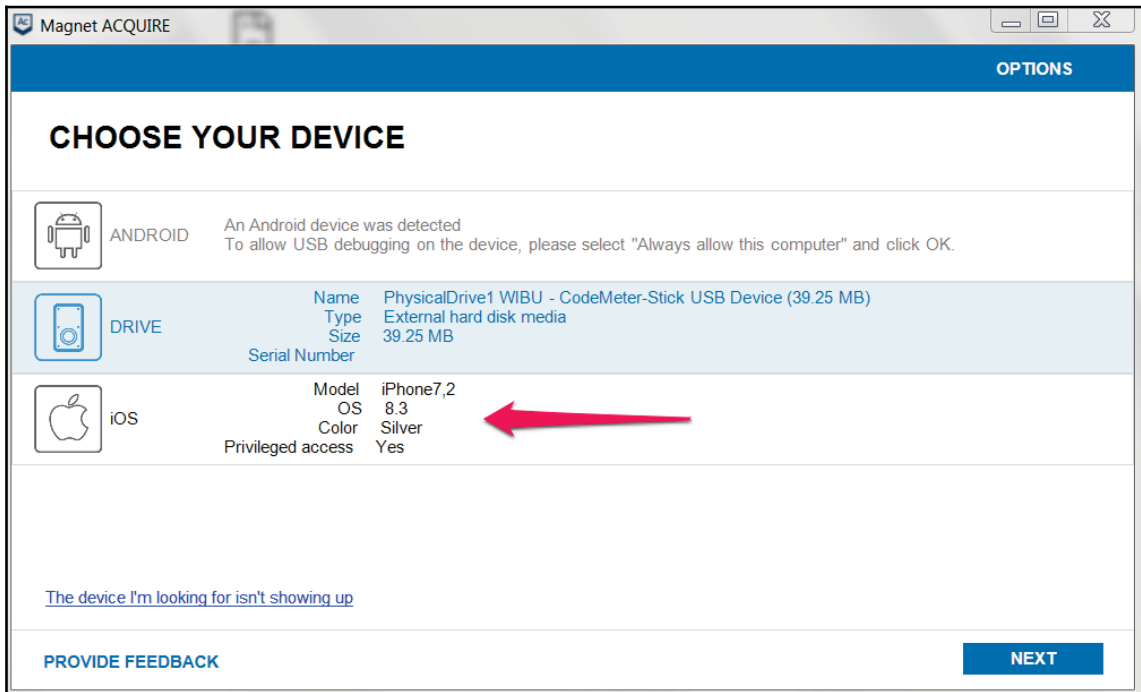 Ac Magnet ACQUIRE
OPTIONS
CHOOSE YOUR DEVICE
ANDROID
An Android device was detected
To allow USB debugging on the device, please select "Always allow this computer" and click OK.
DRIVE
Name PhysicalDrive1 WIBU - CodeMeter-Stick USB Device (39.25 MB)
Type External hard disk media
Size 39.25 MB
Serial Number
iOS
Model iPhone7,2
OS 8.3
Color Silver
Privileged access Yes
The device I'm looking for isn't showing up
PROVIDE FEEDBACK
NEXT